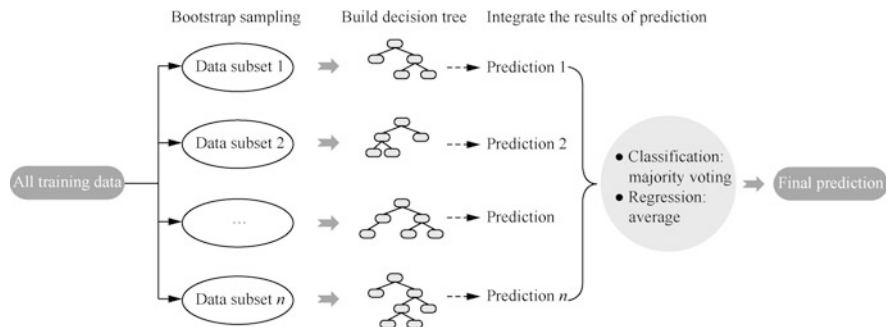 Bootstrap sampling
Build decision tree
Integrate the results of prediction
Data subset 1
Prediction 1
Data subset 2
Prediction 2
All training data
● Classification:
majority voting
● Regression:
average
Final prediction
...
Prediction
Data subset n
Prediction n